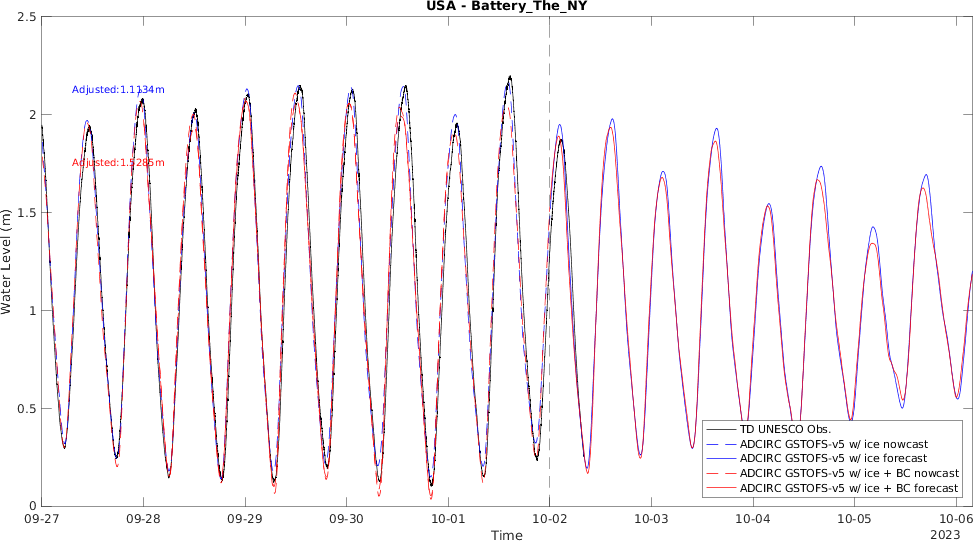 USA - Battery_The_NY
2.5
2
1.5
1
0.5
0
Water Level (m)
Adjusted:1.1134m
Adjusted:1.5285m
TD UNESCO Obs.
ADCIRC GSTOFS-v5 w/ ice nowcast
ADCIRC GSTOFS-v5 w/ ice forecast
ADCIRC GSTOFS-v5 w/ ice + BC nowcast
ADCIRC GSTOFS-v5 w/ ice + BC forecast
09-27 09-28 09-29 09-30 10-01 10-02 10-03 10-04 10-05 10-06
Time
2023